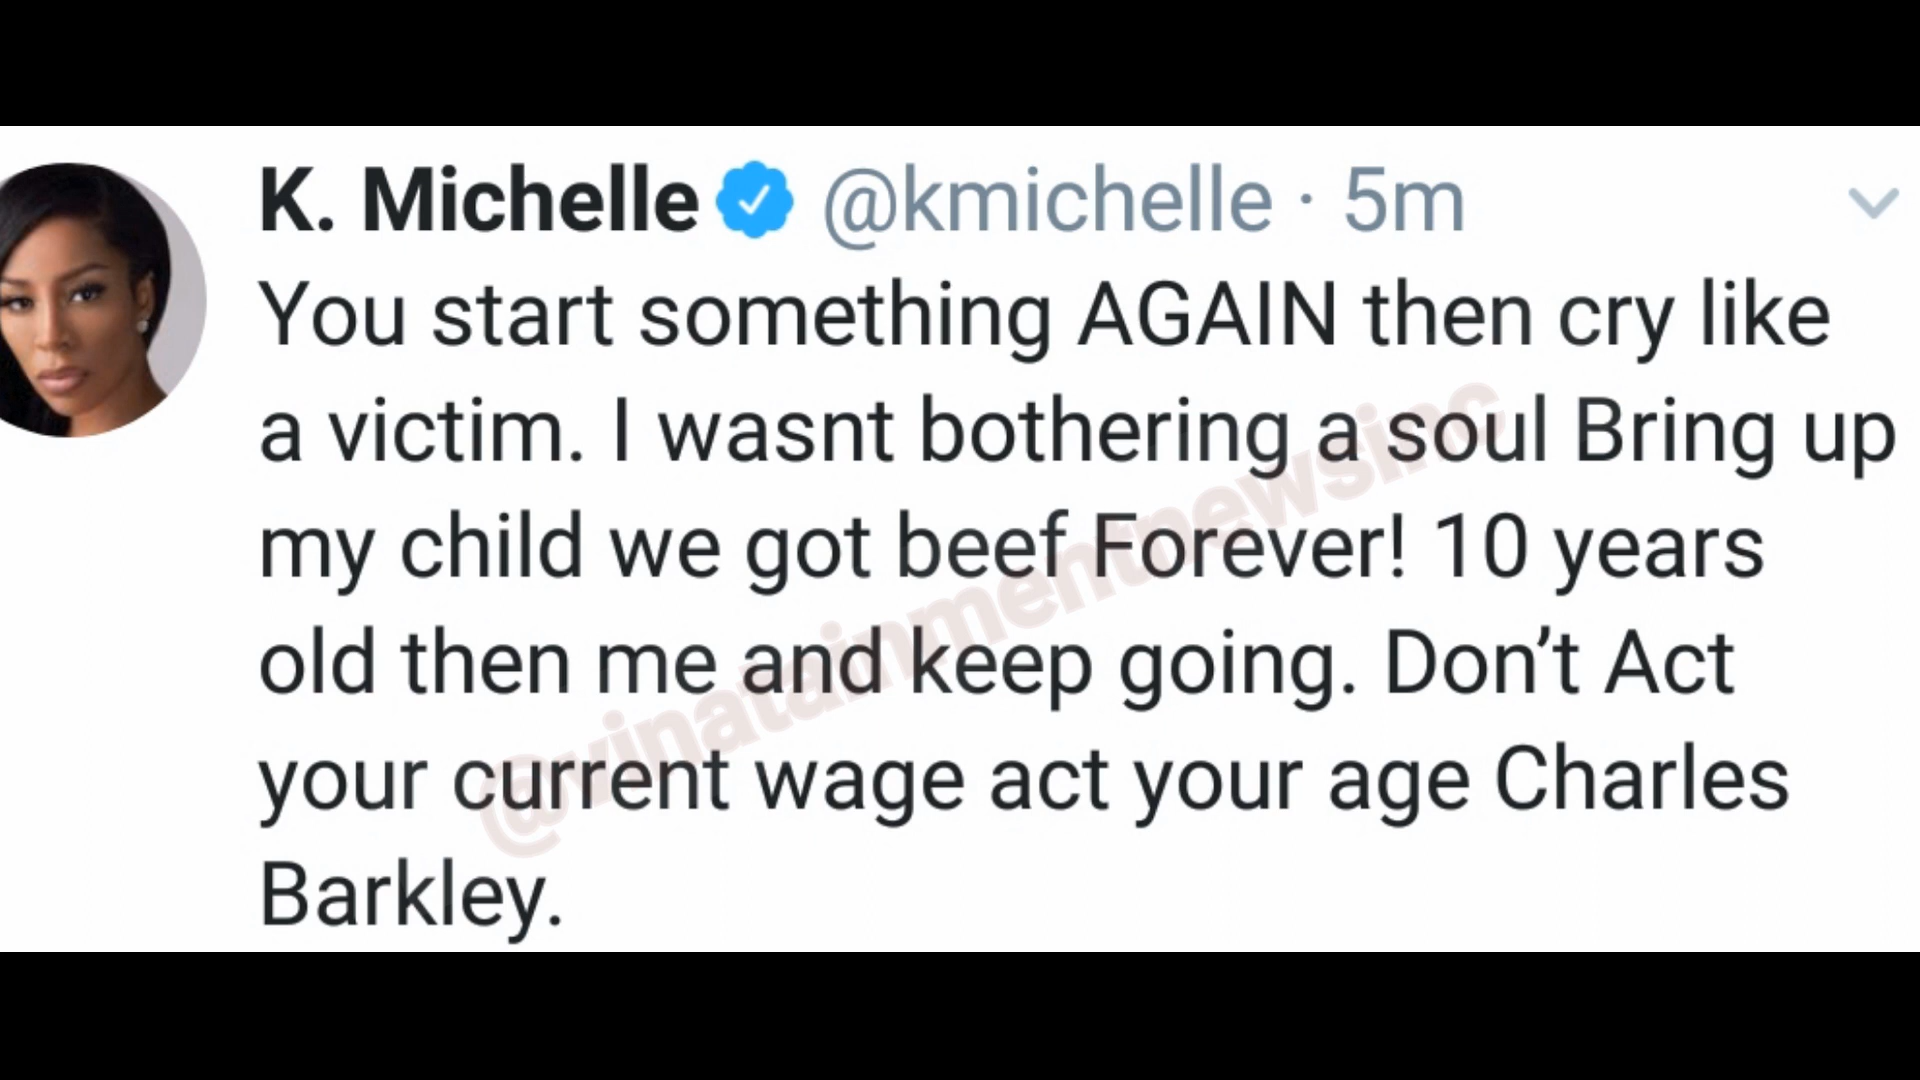 K. Michelle @kmichelle · 5m
You start something AGAIN then cry like
a victim. I wasnt bothering a soul Bring up
my child we got beef Forever! 10 years
old then me and keep going. Don’t Act
your current wage act your age Charles
Barkley.
@vinatainmentnewsinc